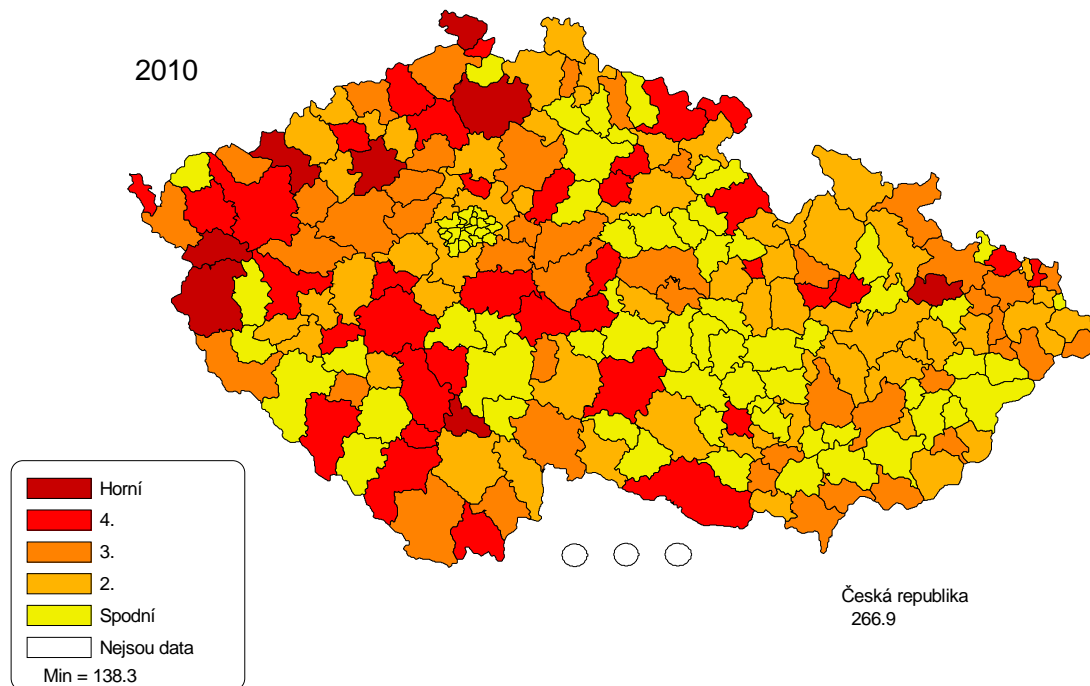 2010
Horní
4.
3.
2.
Spodní
Nejsou data
Min = 138.3
Česká republika
266.9